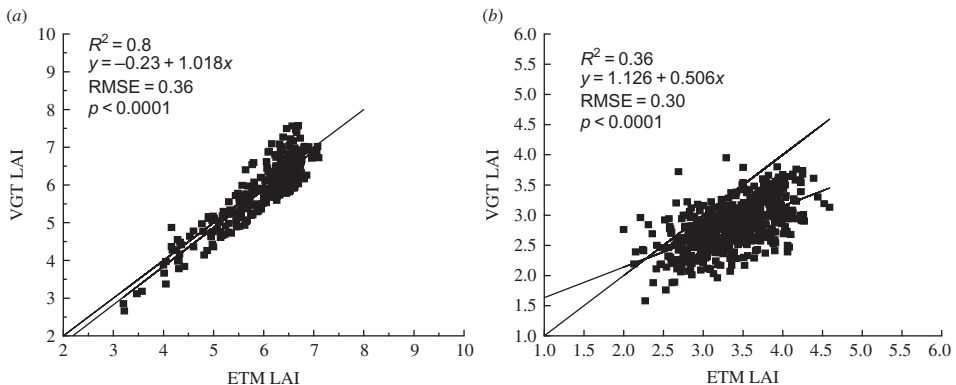 (a)
R² = 0.8
y = –0.23 + 1.018x
RMSE = 0.36
p < 0.0001
VGT LAI
10
9
8
7
6
5
4
3
2
2 3 4 5 6 7 8 9 10
ETM LAI
(b)
R² = 0.36
y = 1.126 + 0.506x
RMSE = 0.30
p < 0.0001
VGT LAI
6.0
5.5
5.0
4.5
4.0
3.5
3.0
2.5
2.0
1.5
1.0
1.0 1.5 2.0 2.5 3.0 3.5 4.0 4.5 5.0 5.5 6.0
ETM LAI